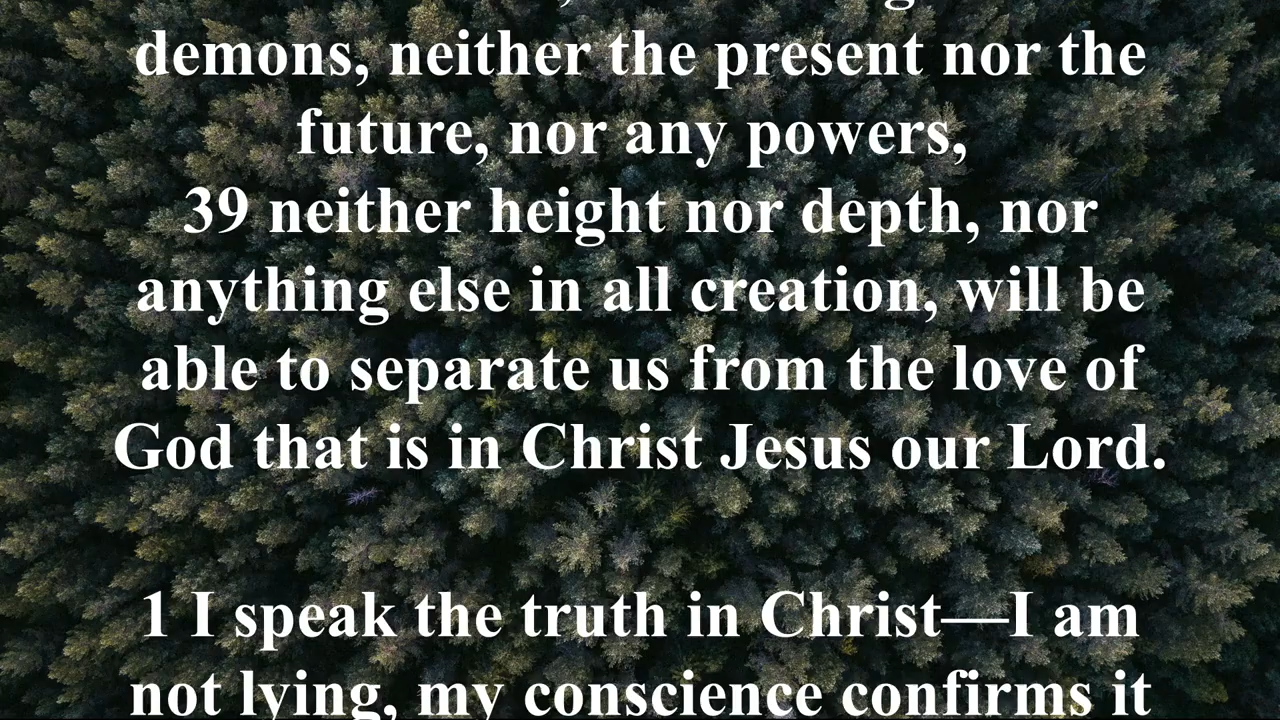 demons, neither the present nor the
future, nor any powers,
39 neither height nor depth, nor
anything else in all creation, will be
able to separate us from the love of
God that is in Christ Jesus our Lord.
1 I speak the truth in Christ—I am
not lying, my conscience confirms it